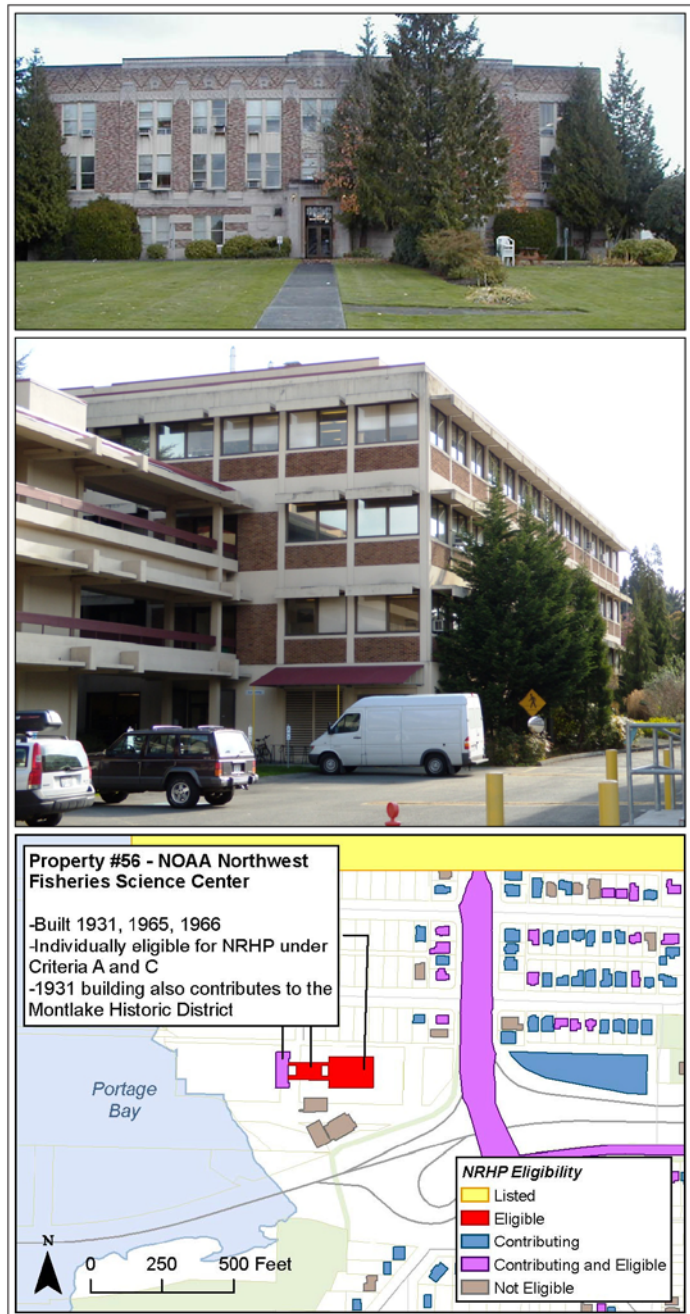 Property #56 - NOAA Northwest
Fisheries Science Center
-Built 1931, 1965, 1966
-Individually eligible for NRHP under
Criteria A and C
-1931 building also contributes to the
Montlake Historic District
Portage
Bay
N
0 250 500 Feet
NRHP Eligibility
Listed
Eligible
Contributing
Contributing and Eligible
Not Eligible